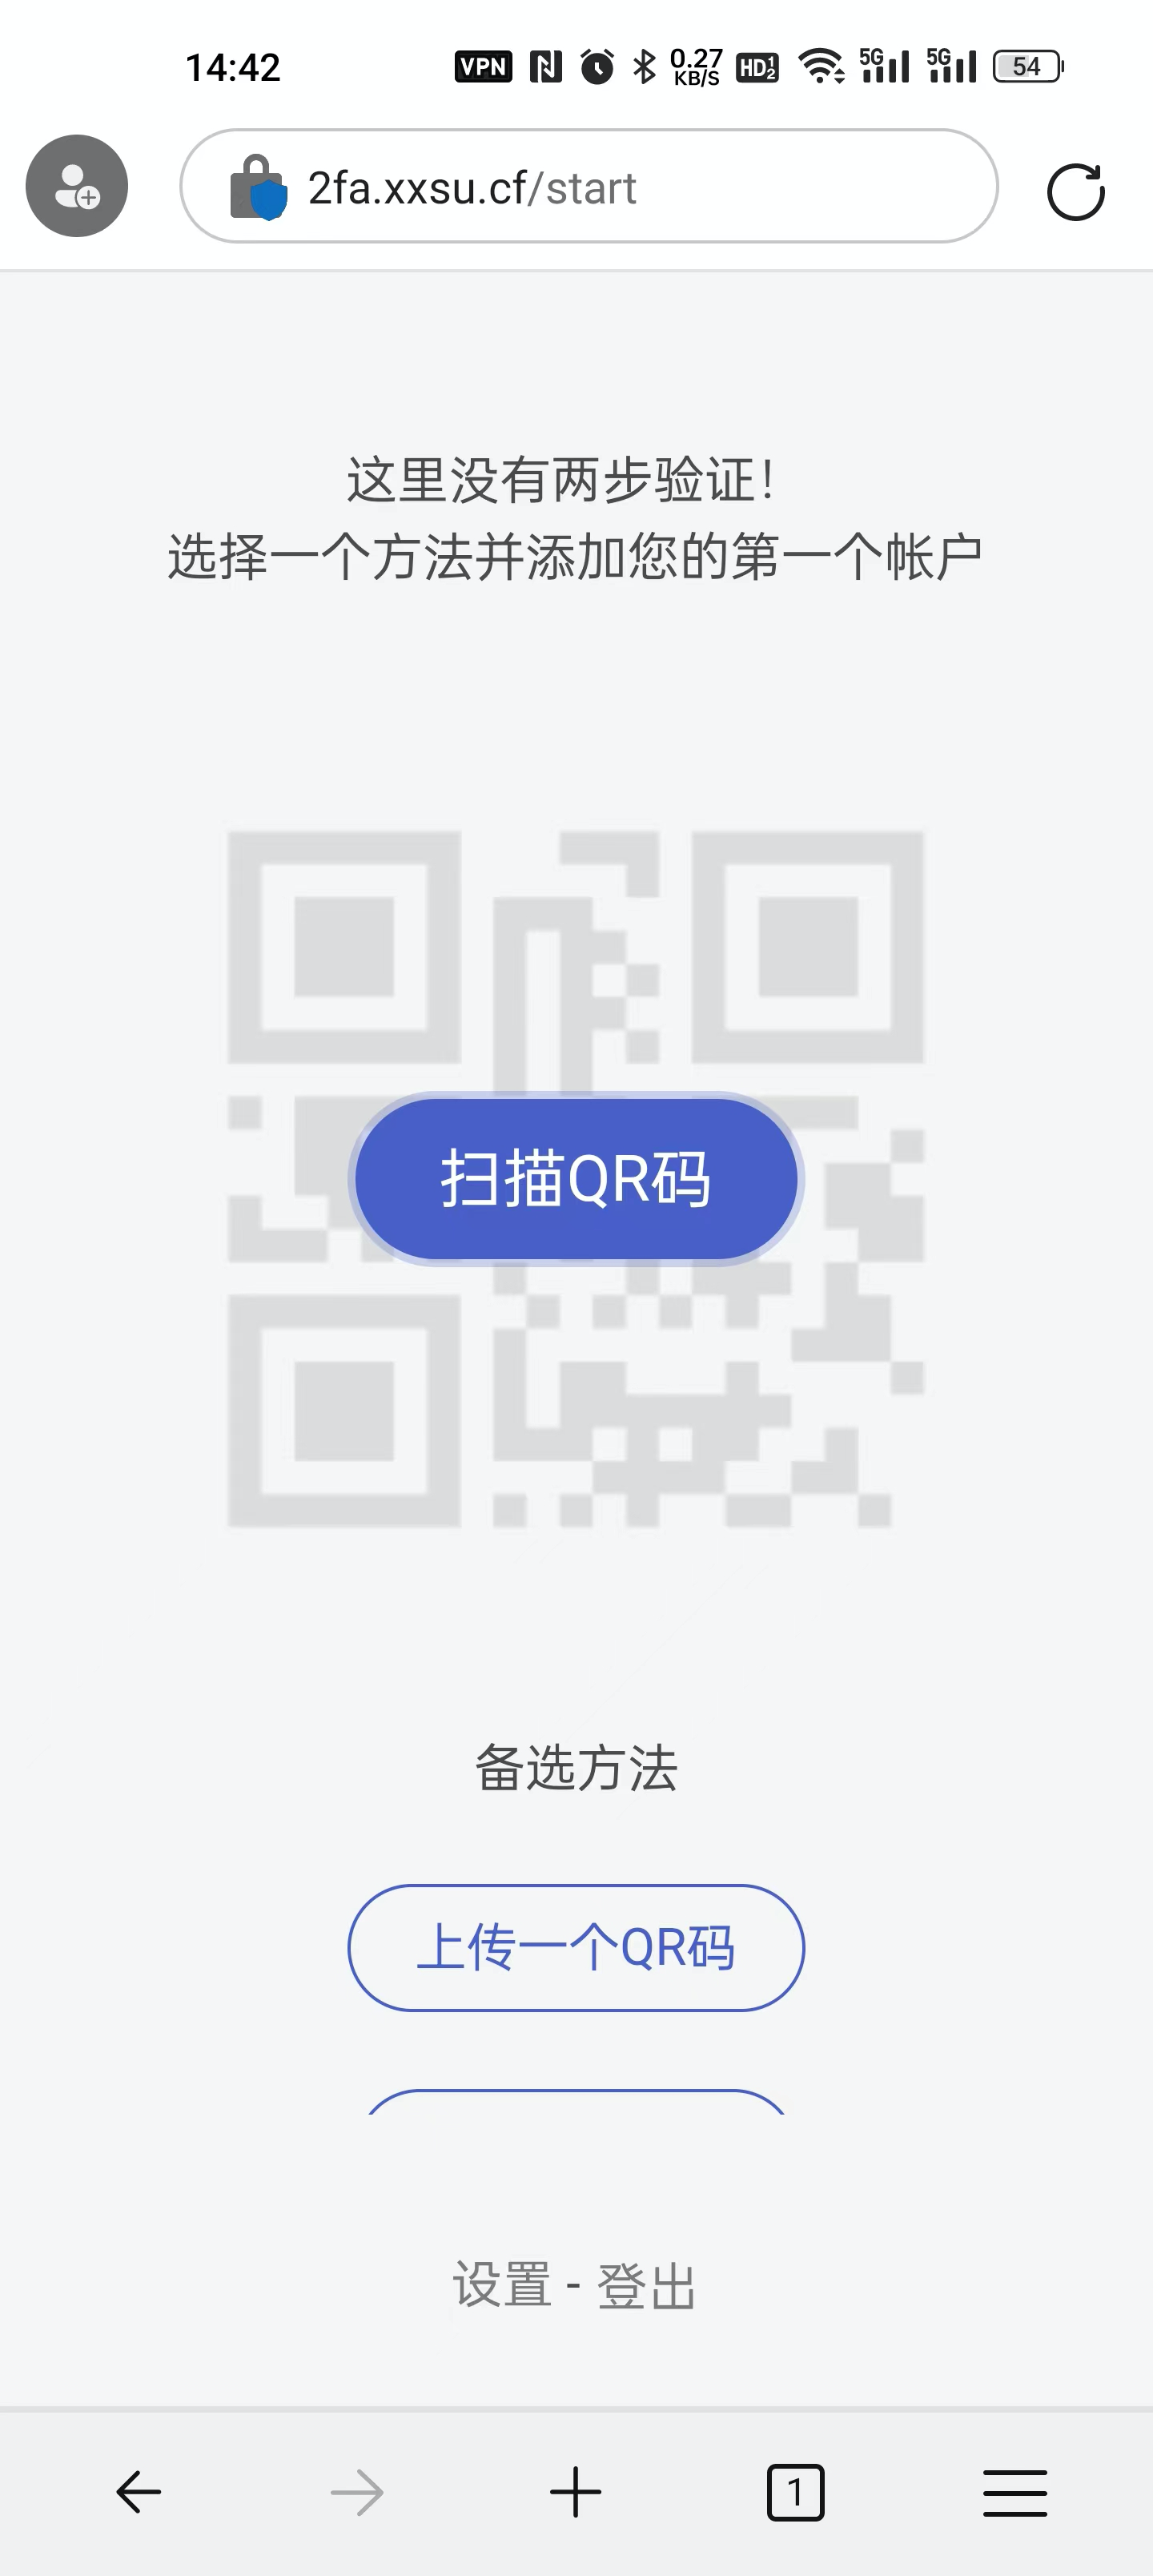 14:42 VPN 0.27 KB/S HD 1 2 5G 5G 54
2fa.xxsu.cf/start
这里没有两步验证!
选择一个方法并添加您的第一个帐户
扫描QR码
备选方法
上传一个QR码
设置 - 登出
1